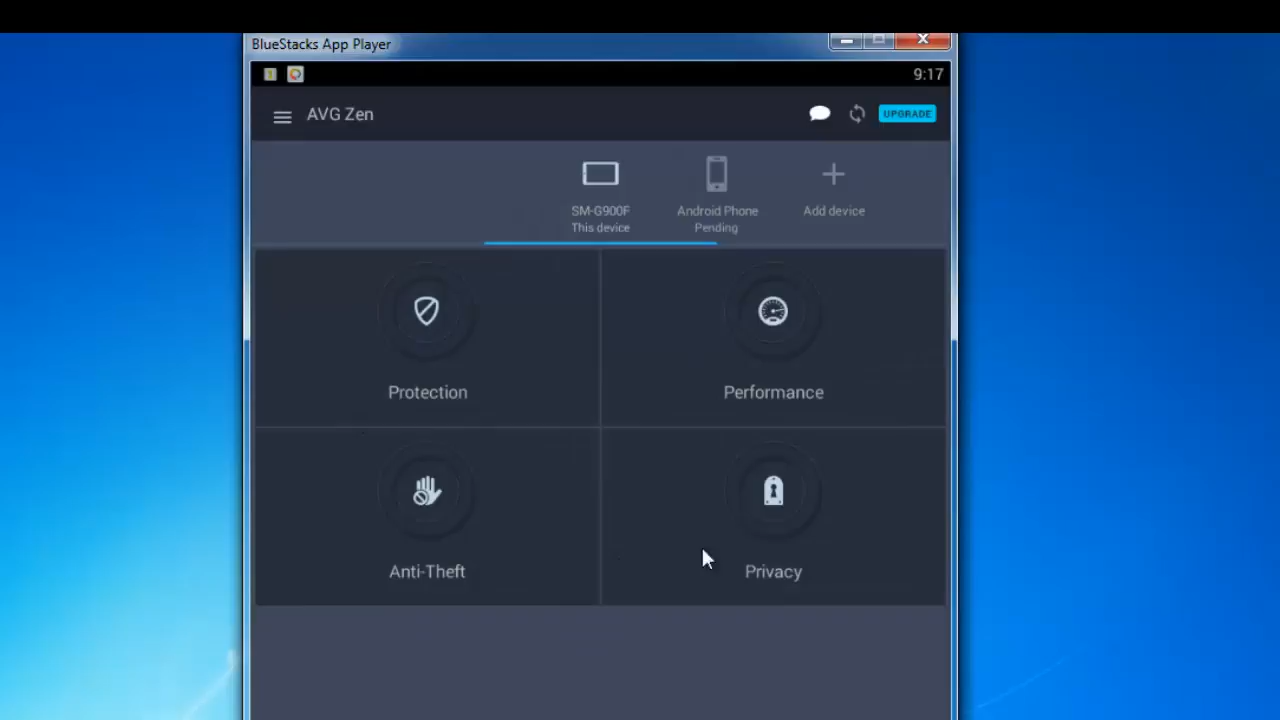 BlueStacks App Player
9:17
AVG Zen
UPGRADE
SM-G900F
This device
Android Phone
Pending
Add device
Protection
Performance
Anti-Theft
Privacy